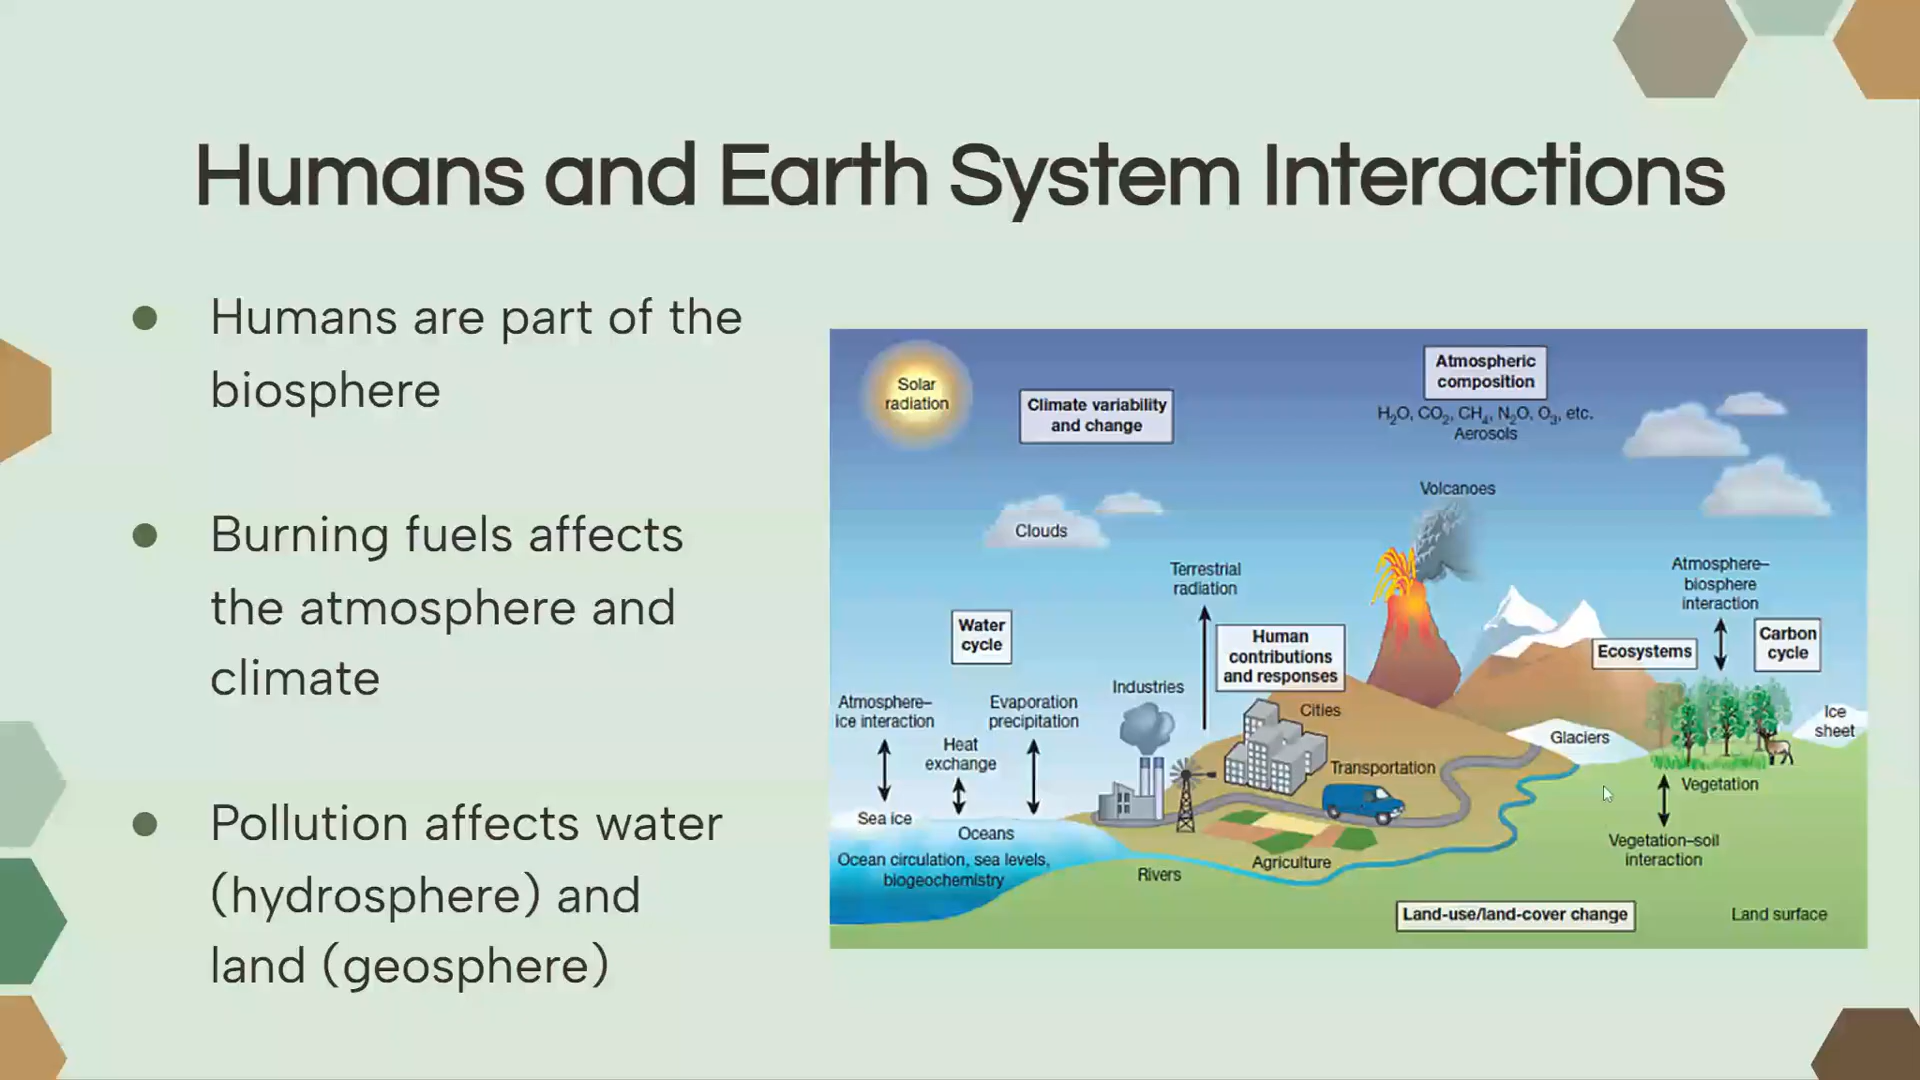 Humans and Earth System Interactions
Humans are part of the
biosphere
Burning fuels affects
the atmosphere and
climate
Pollution affects water
(hydrosphere) and
land (geosphere)
Solar
radiation
Climate variability
and change
Atmospheric
composition
H₂O, CO₂, CH₄, N₂O, O₃, etc.
Aerosols
Clouds
Volcanoes
Terrestrial
radiation
Atmosphere–
biosphere
interaction
Water
cycle
Human
contributions
and responses
Ecosystems
Carbon
cycle
Atmosphere–
ice interaction
Evaporation
precipitation
Industries
Cities
Heat
exchange
Glaciers
Ice
sheet
Transportation
Vegetation
Sea ice
Oceans
Ocean circulation, sea levels,
biogeochemistry
Rivers
Agriculture
Vegetation–soil
interaction
Land-use/land-cover change
Land surface